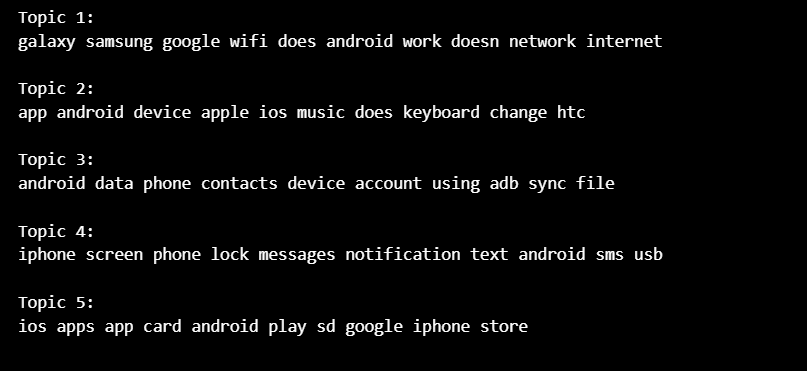 Topic 1:
galaxy samsung google wifi does android work doesn network internet
Topic 2:
app android device apple ios music does keyboard change htc
Topic 3:
android data phone contacts device account using adb sync file
Topic 4:
iphone screen phone lock messages notification text android sms usb
Topic 5:
ios apps app card android play sd google iphone store